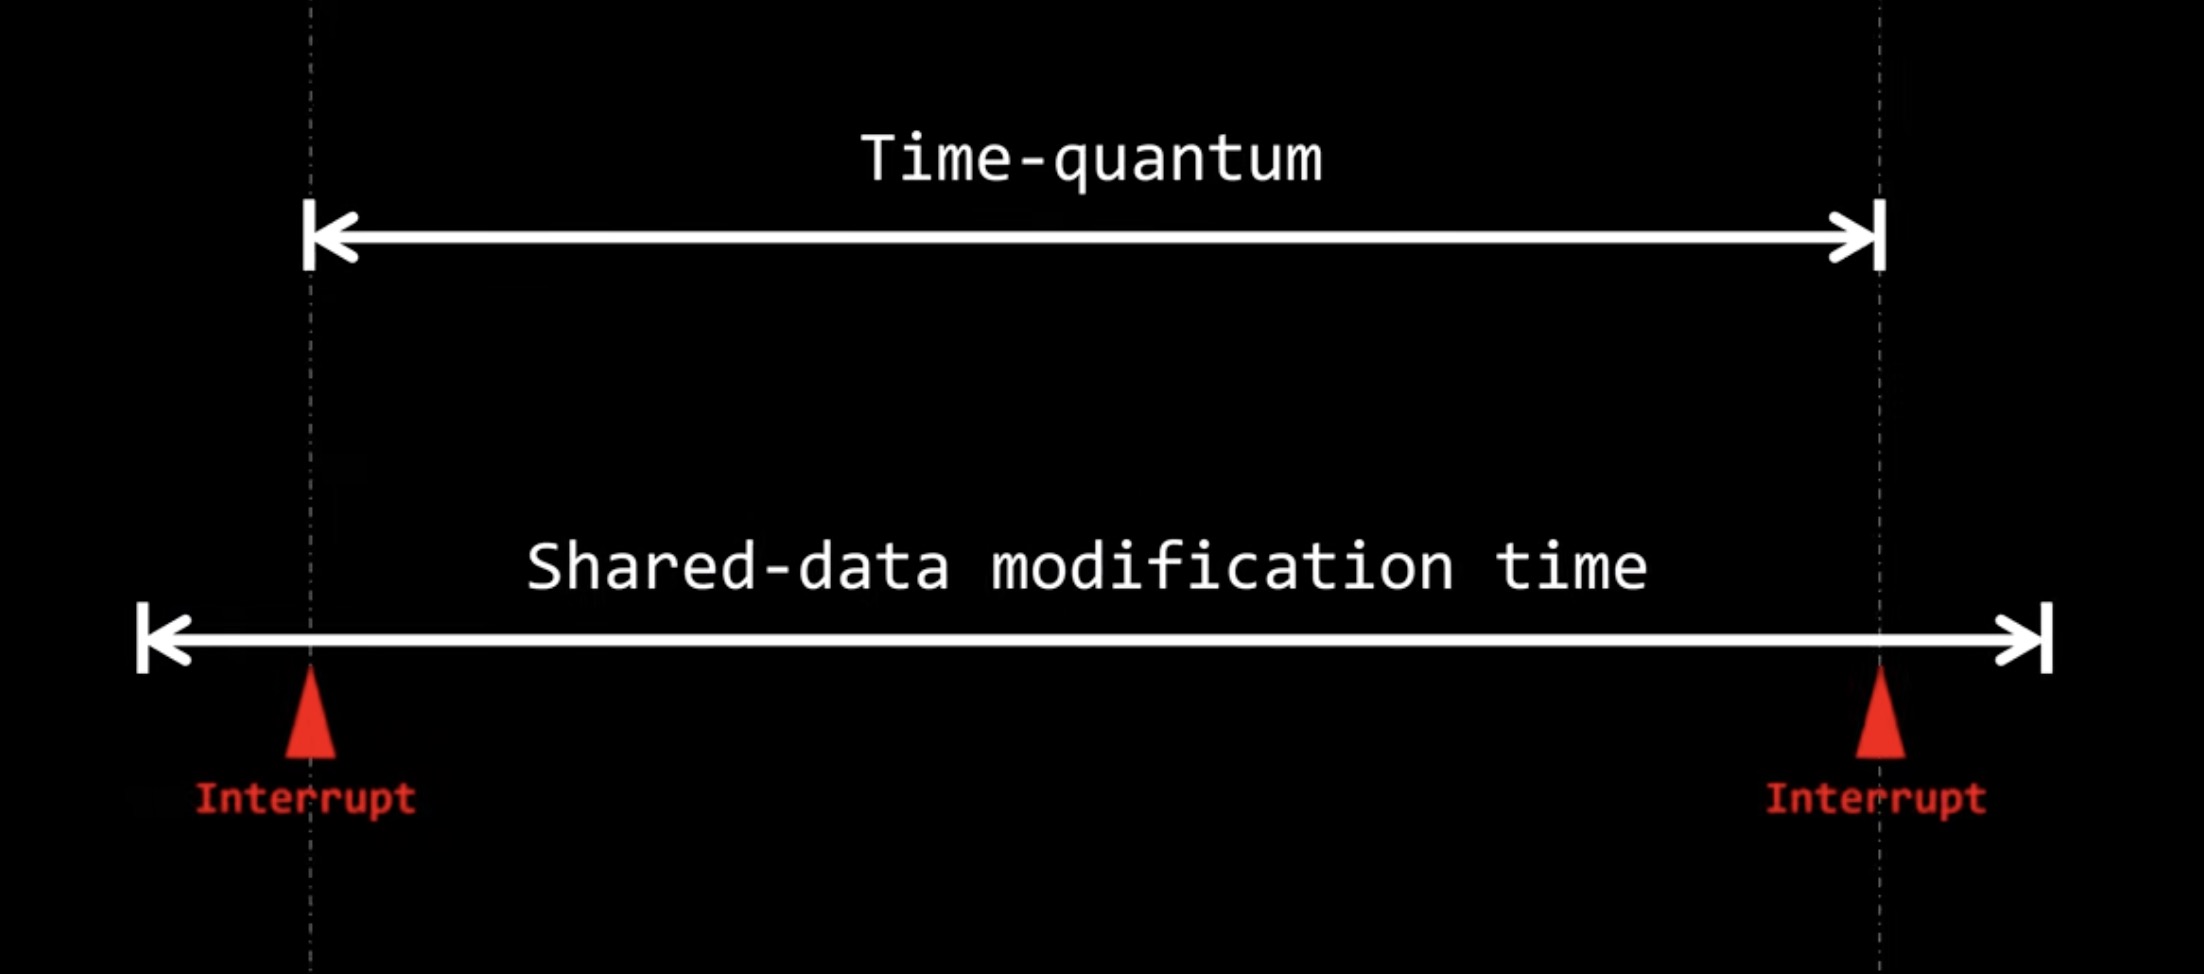 Time-quantum
Shared-data modification time
Interrupt
Interrupt